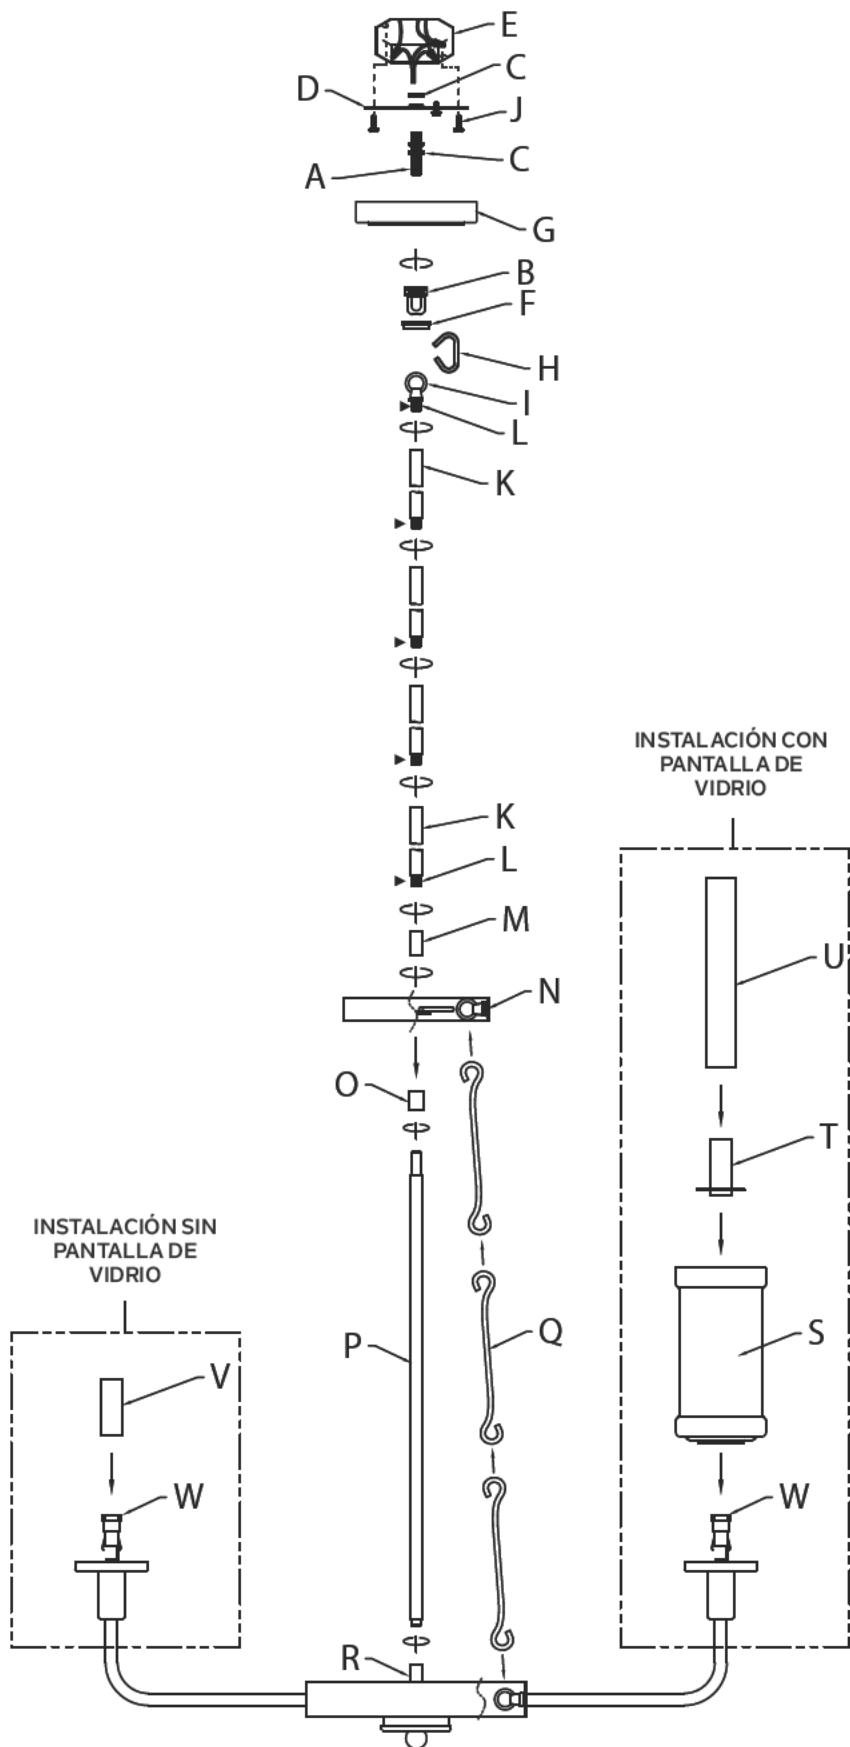 E
C
D
J
C
A
G
B
F
H
I
L
K
INSTALACIÓN CON
PANTALLA DE
VIDRIO
K
L
M
U
N
O
T
INSTALACIÓN SIN
PANTALLA DE
VIDRIO
P
Q
S
V
W
W
R